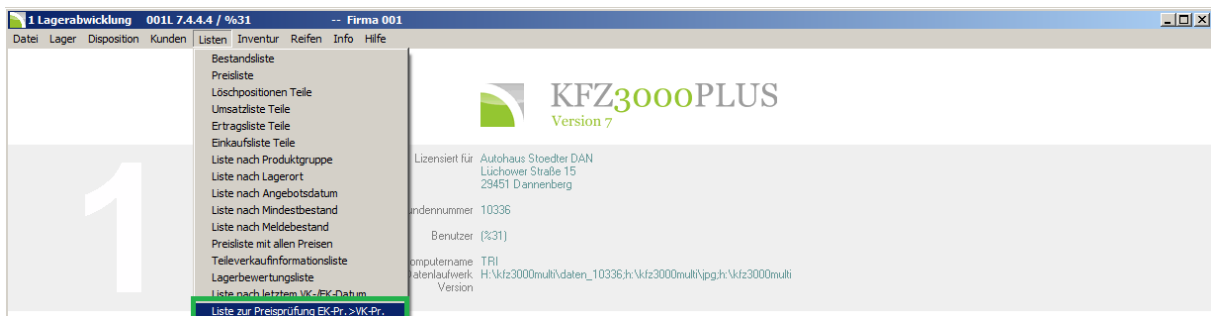 1 Lagerabwicklung 001L 7.4.4.4 / %31 -- Firma 001
Datei Lager Disposition Kunden Listen Inventur Reifen Info Hilfe
Bestandsliste
Preisliste
Löschpositionen Teile
Umsatzliste Teile
Ertragsliste Teile
Einkaufsliste Teile
Liste nach Produktgruppe
Liste nach Lagerort
Liste nach Angebotsdatum
Liste nach Mindestbestand
Liste nach Meldebestand
Preisliste mit allen Preisen
Teileverkaufinformationsliste
Lagerbewertungsliste
Liste nach letztem VK-/EK-Datum
Liste zur Preisprüfung EK-Pr.>VK-Pr.
KFZ3000PLUS
Version 7
1
Lizensiert für Autohaus Stoedter DAN
Lüchower Straße 15
29451 Dannenberg
undennummer 10336
Benutzer (%31)
omputername TRI
Datenlaufwerk H:\kfz3000multi\daten_10336;h:\kfz3000multi\jpg;h:\kfz3000multi
Version